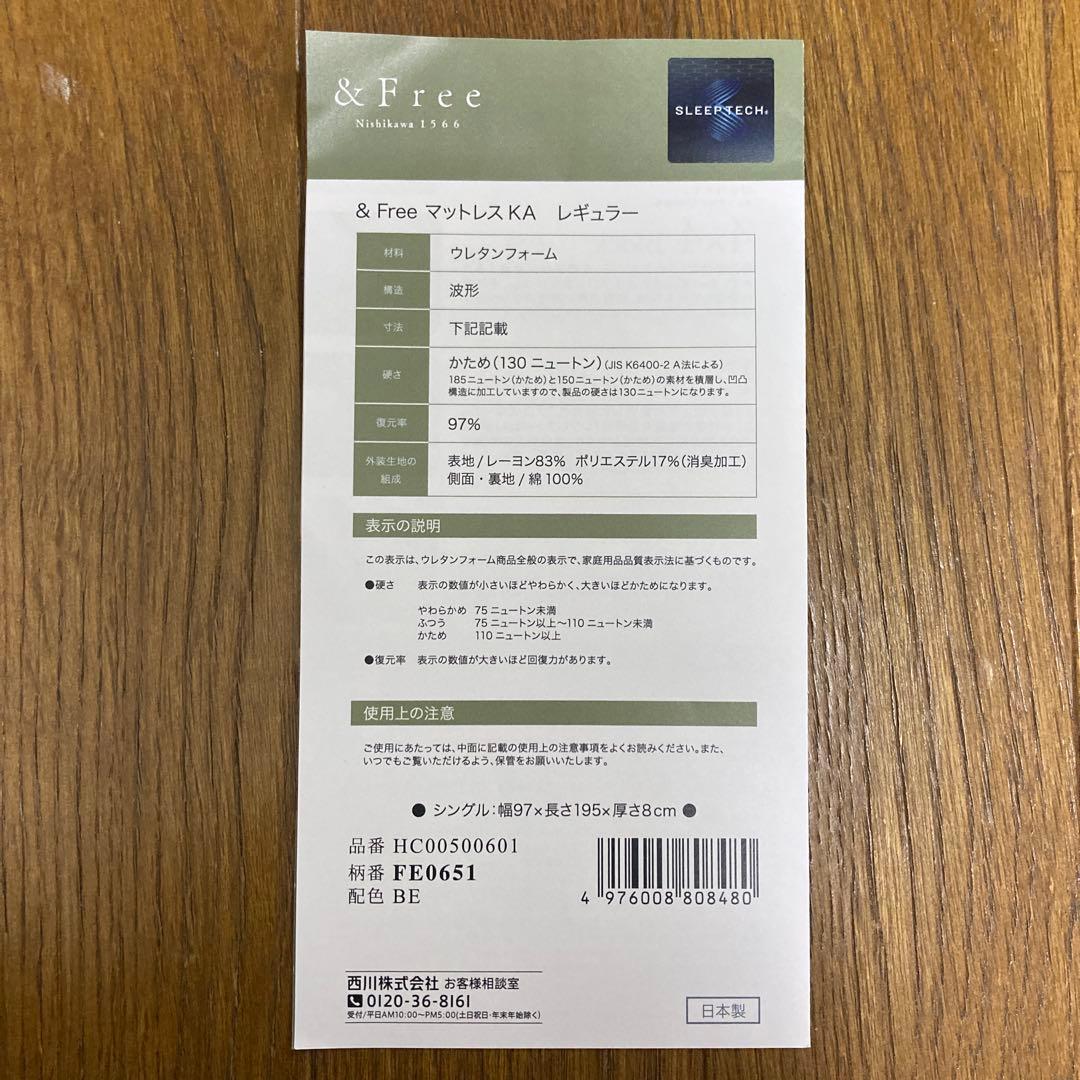 & Free
Nishikawa 1566
SLEEPTECH®
& Free マットレス KA レギュラー
材料 ウレタンフォーム
構造 波形
寸法 下記記載
硬さ かため(130 ニュートン)(JIS K6400-2 A法による)
185ニュートン(かため)と150ニュートン(かため)の素材を積層し、凹凸
構造に加工していますので、製品の硬さは130ニュートンになります。
復元率 97%
外装生地の組成 表地 / レーヨン83% ポリエステル17%(消臭加工)
側面・裏地 / 綿 100%
表示の説明
この表示は、ウレタンフォーム商品全般の表示で、家庭用品品質表示法に基づくものです。
●硬さ 表示の数値が小さいほどやわらかく、大きいほどかためになります。
やわらかめ 75 ニュートン未満
ふつう 75 ニュートン以上〜110 ニュートン未満
かため 110 ニュートン以上
●復元率 表示の数値が大きいほど回復力があります。
使用上の注意
ご使用にあたっては、中面に記載の使用上の注意事項をよくお読みください。また、
いつでもご覧いただけるよう、保管をお願いいたします。
● シングル:幅97×長さ195×厚さ8cm ●
品番 HC00500601
柄番 FE0651
配色 BE
4 976008 808480
西川株式会社 お客様相談室
0120-36-8161
受付/平日AM10:00〜PM5:00(土日祝日・年末年始除く)
日本製